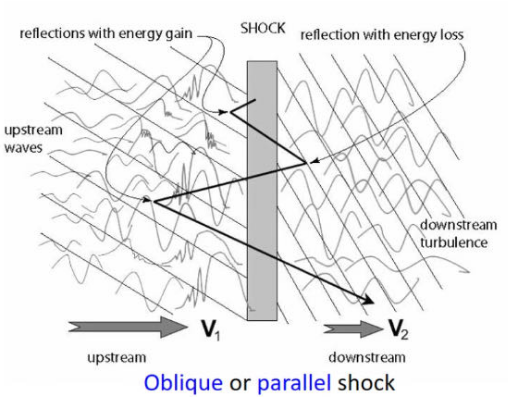 SHOCK
reflections with energy gain
reflection with energy loss
upstream
waves
downstream
turbulence
V1
V2
upstream
downstream
Oblique or parallel shock